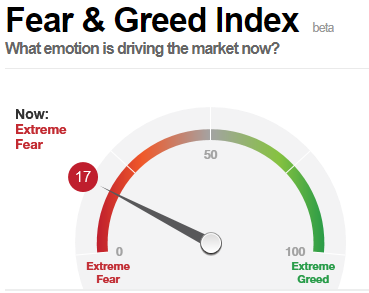 Fear & Greed Index beta
What emotion is driving the market now?
Now:
Extreme
Fear
17
50
0
100
Extreme
Fear
Extreme
Greed